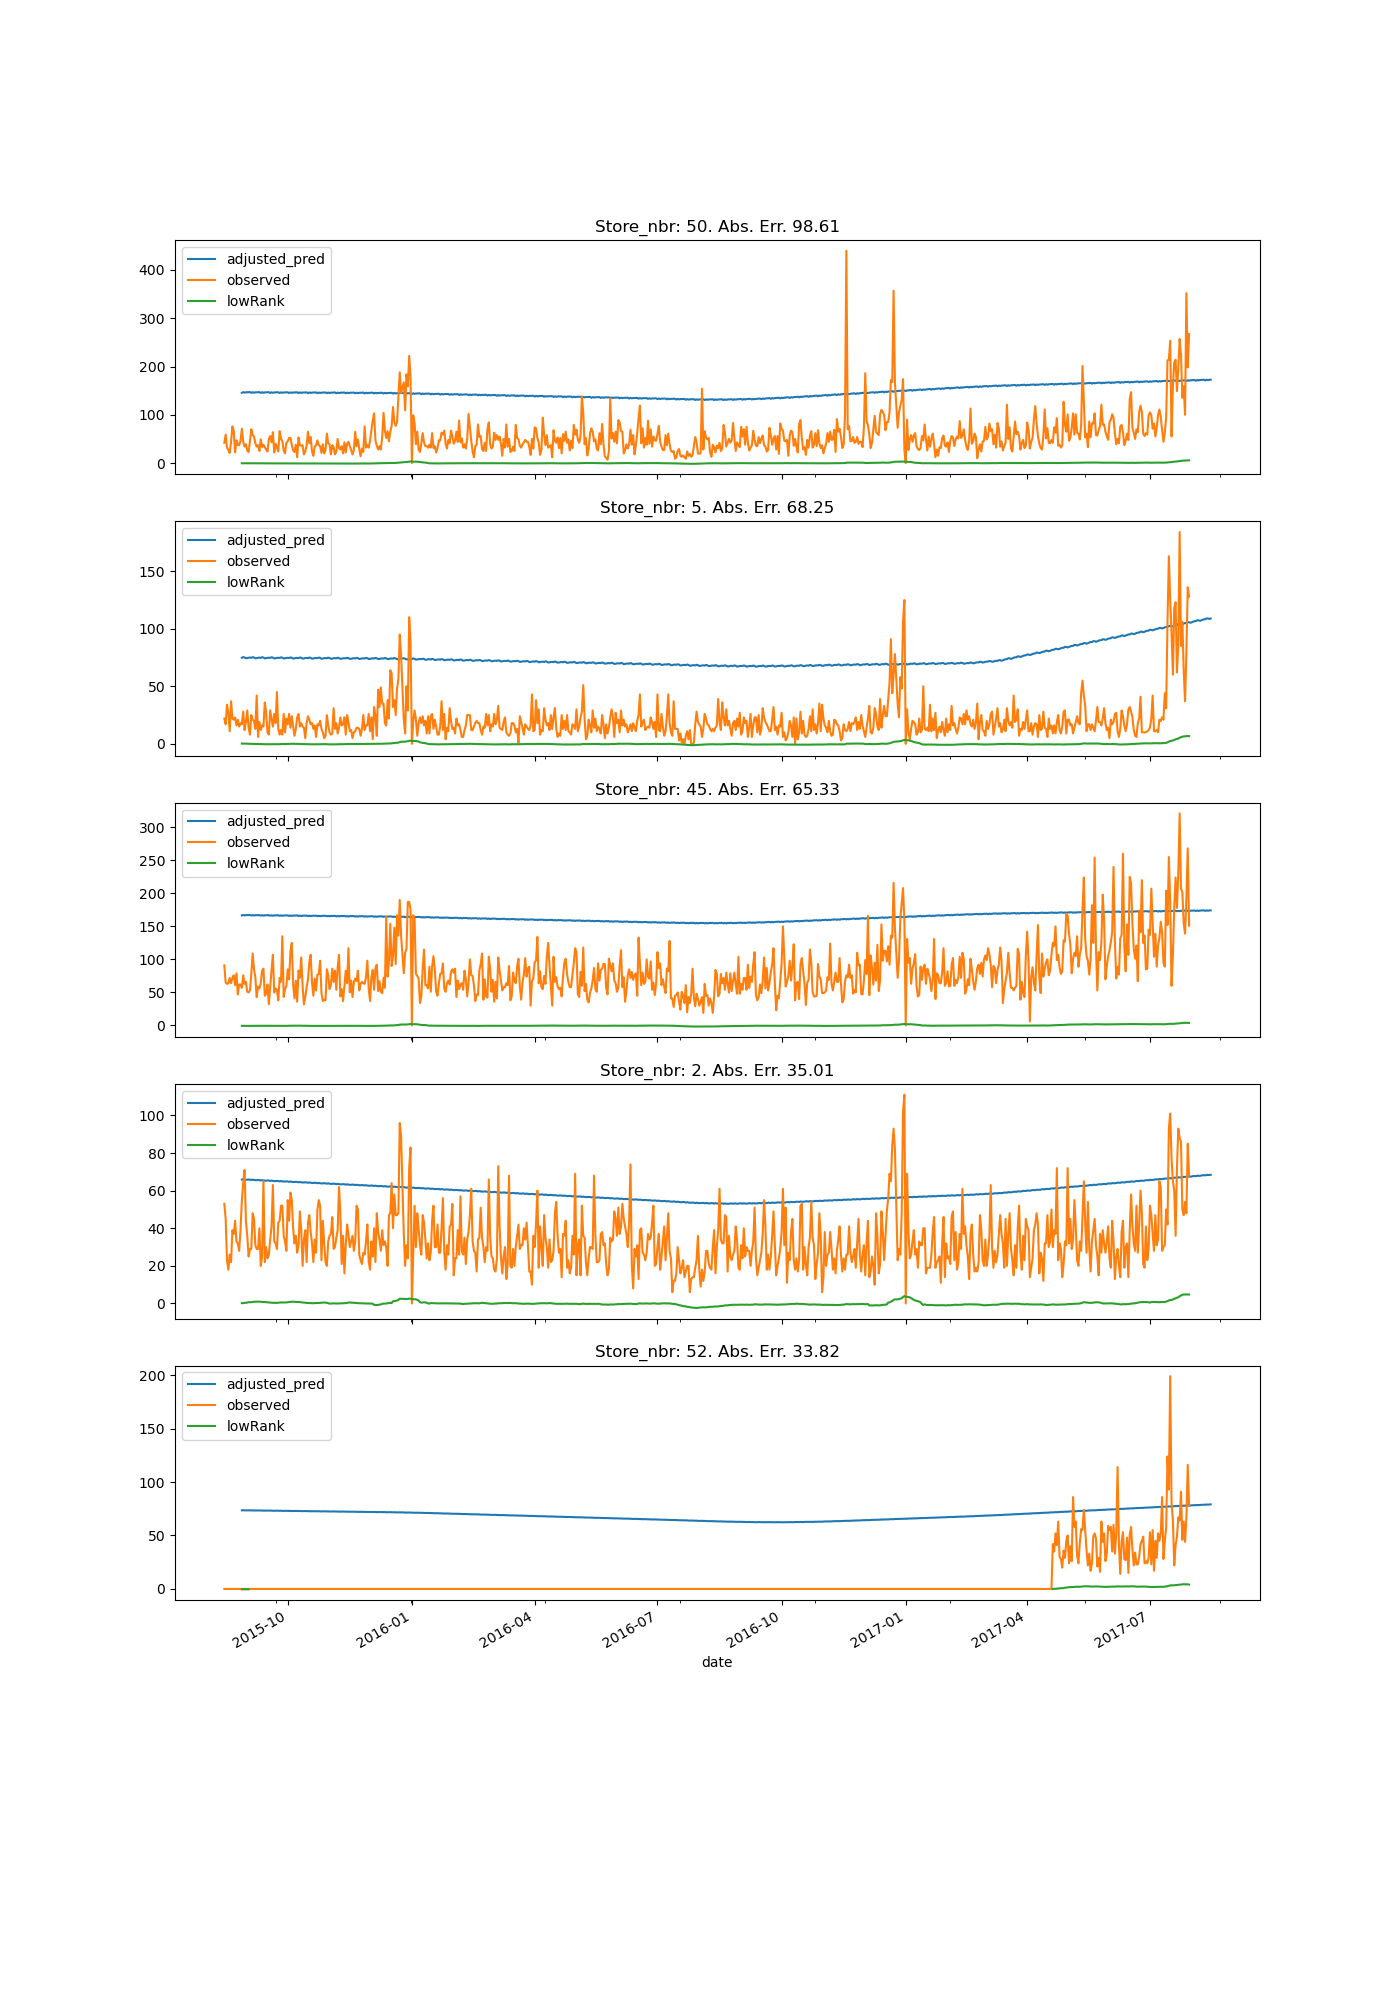 Store_nbr: 50. Abs. Err. 98.61
adjusted_pred
observed
lowRank
400
300
200
100
0
Store_nbr: 5. Abs. Err. 68.25
adjusted_pred
observed
lowRank
150
100
50
0
Store_nbr: 45. Abs. Err. 65.33
adjusted_pred
observed
lowRank
300
250
200
150
100
50
0
Store_nbr: 2. Abs. Err. 35.01
adjusted_pred
observed
lowRank
100
80
60
40
20
0
Store_nbr: 52. Abs. Err. 33.82
adjusted_pred
observed
lowRank
200
150
100
50
0
2015-10
2016-01
2016-04
2016-07
2016-10
2017-01
2017-04
2017-07
date